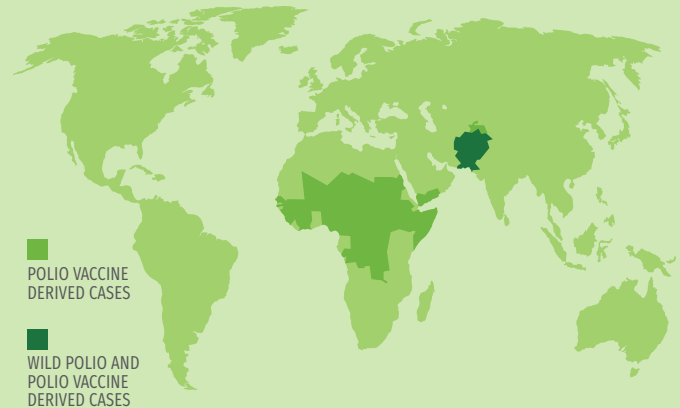 POLIO VACCINE
DERIVED CASES
WILD POLIO AND
POLIO VACCINE
DERIVED CASES